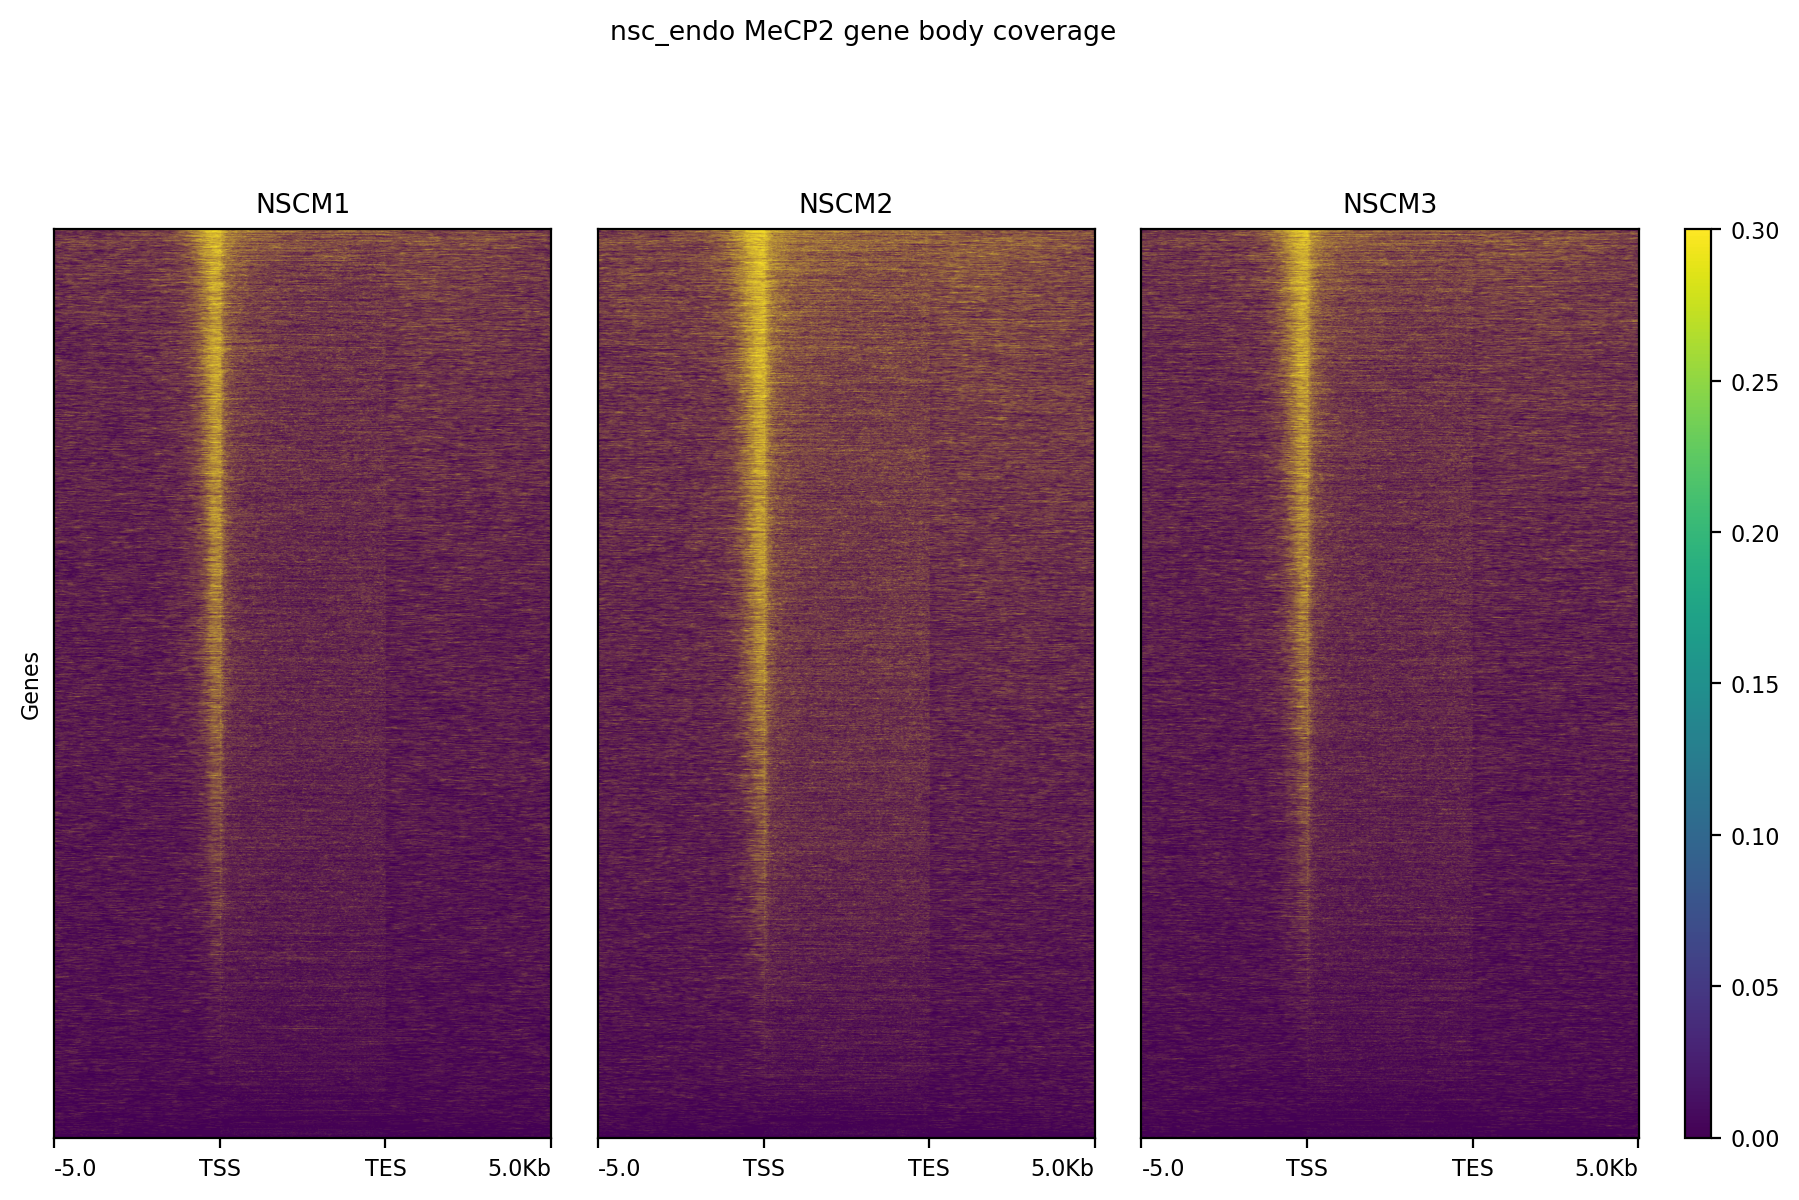 nsc_endo MeCP2 gene body coverage
NSCM1
NSCM2
NSCM3
Genes
-5.0 TSS TES 5.0Kb
-5.0 TSS TES 5.0Kb
-5.0 TSS TES 5.0Kb
0.30
0.25
0.20
0.15
0.10
0.05
0.00